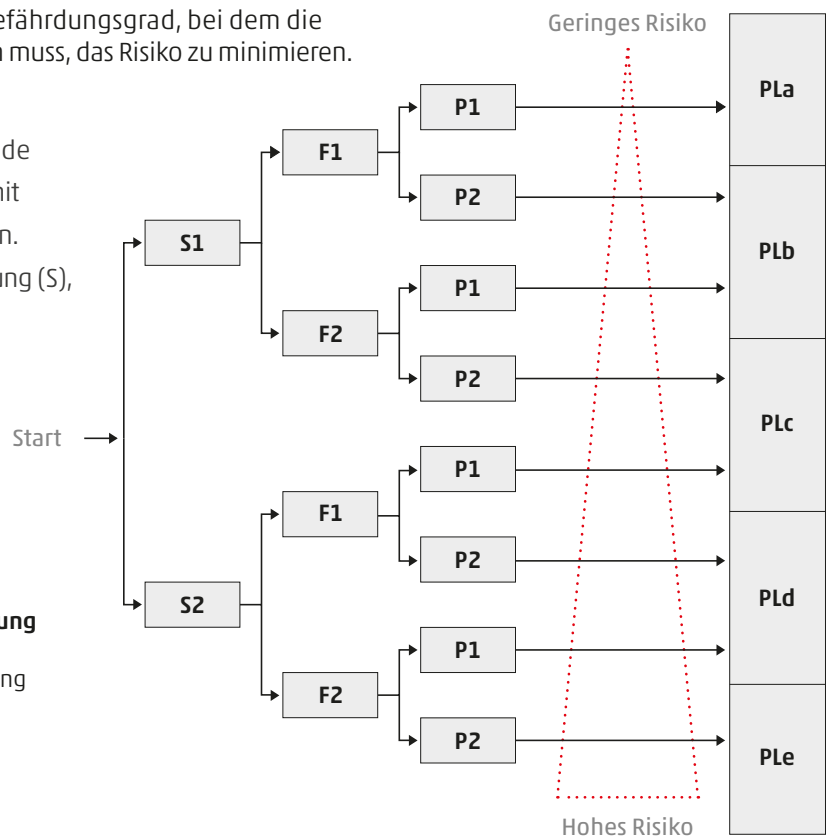 efährdungsgrad, bei dem die
muss, das Risiko zu minimieren.
de
nit
n.
ung (S),
ung
ung
Geringes Risiko
PLa
P1
F1
P2
PLb
S1
P1
F2
P2
PLc
Start
P1
F1
P2
PLd
S2
P1
F2
P2
PLe
Hohes Risiko